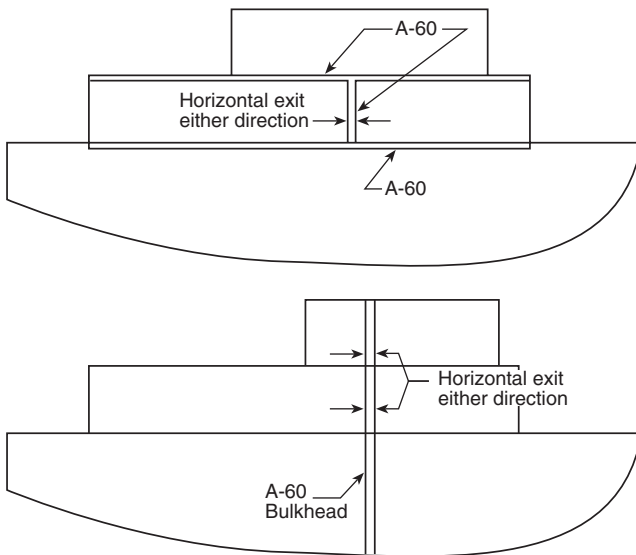 A-60
Horizontal exit
either direction
A-60
Horizontal exit
either direction
A-60
Bulkhead